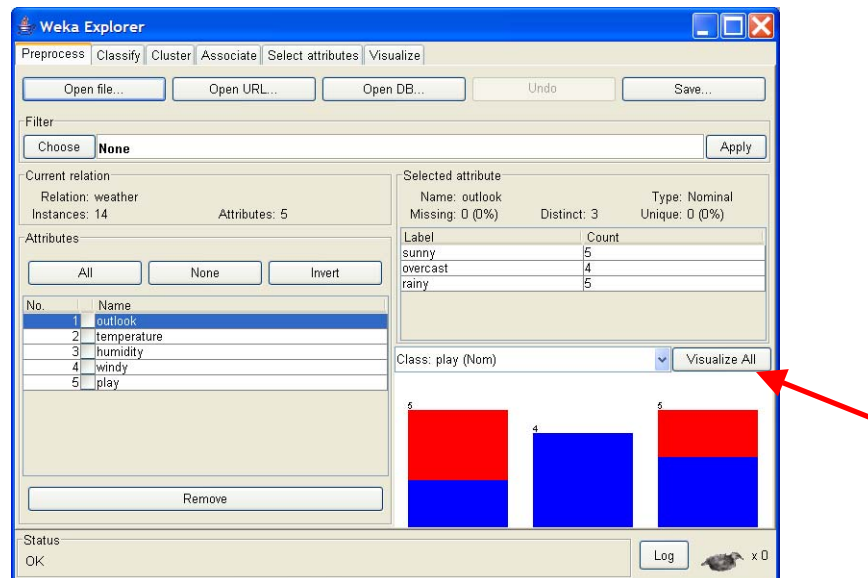 Weka Explorer
Preprocess Classify Cluster Associate Select attributes Visualize
Open file... Open URL... Open DB... Undo Save...
Filter
Choose None Apply
Current relation
Relation: weather
Instances: 14 Attributes: 5
Selected attribute
Name: outlook Type: Nominal
Missing: 0 (0%) Distinct: 3 Unique: 0 (0%)
Attributes
All None Invert
No. Name
1 outlook
2 temperature
3 humidity
4 windy
5 play
Remove
Label Count
sunny 5
overcast 4
rainy 5
Class: play (Nom) Visualize All
5 4 5
Status
OK
Log x 0